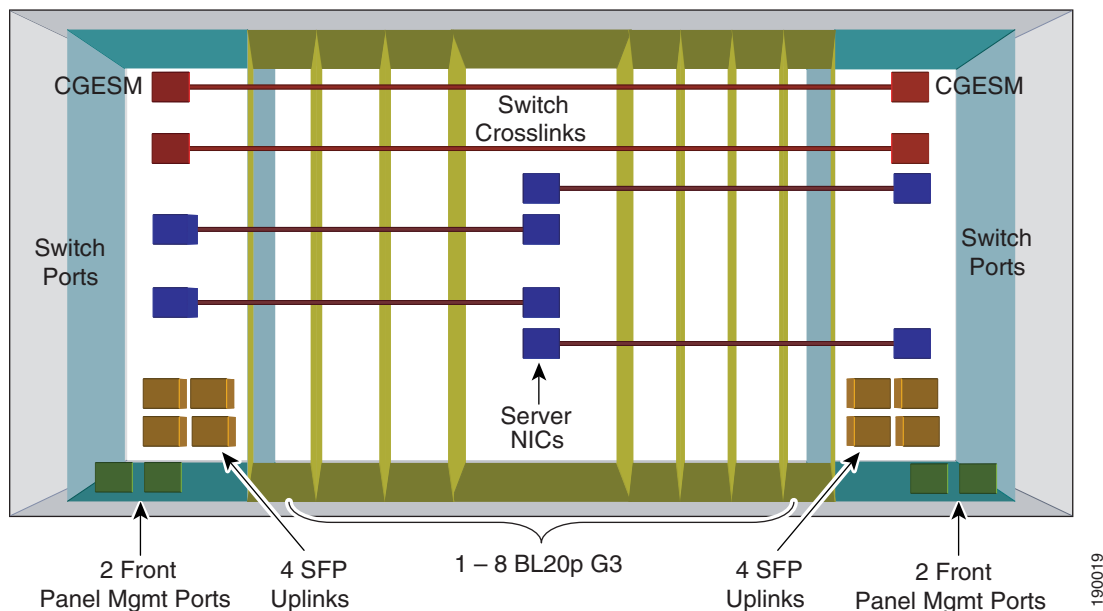 CGESM
CGESM
Switch
Crosslinks
Switch
Ports
Switch
Ports
Server
NICs
2 Front
Panel Mgmt Ports
4 SFP
Uplinks
1 – 8 BL20p G3
4 SFP
Uplinks
2 Front
Panel Mgmt Ports
190019